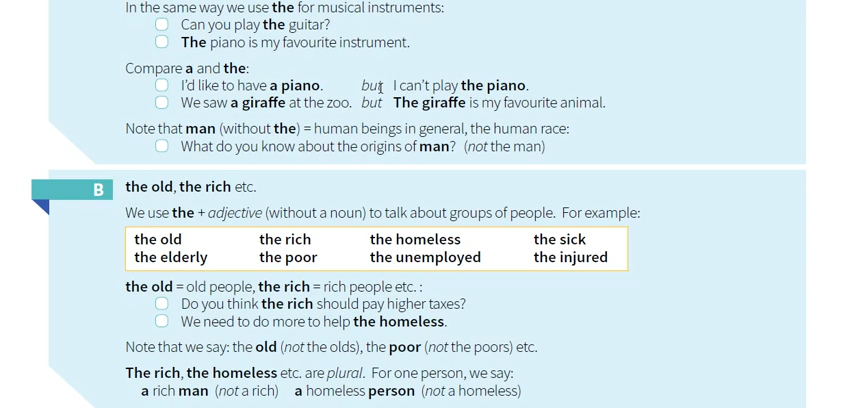 In the same way we use the for musical instruments:
Can you play the guitar?
The piano is my favourite instrument.
Compare a and the:
I'd like to have a piano. but I can't play the piano.
We saw a giraffe at the zoo. but The giraffe is my favourite animal.
Note that man (without the) = human beings in general, the human race:
What do you know about the origins of man? (not the man)
B the old, the rich etc.
We use the + adjective (without a noun) to talk about groups of people. For example:
the old the rich the homeless the sick
the elderly the poor the unemployed the injured
the old = old people, the rich = rich people etc. :
Do you think the rich should pay higher taxes?
We need to do more to help the homeless.
Note that we say: the old (not the olds), the poor (not the poors) etc.
The rich, the homeless etc. are plural. For one person, we say:
a rich man (not a rich) a homeless person (not a homeless)